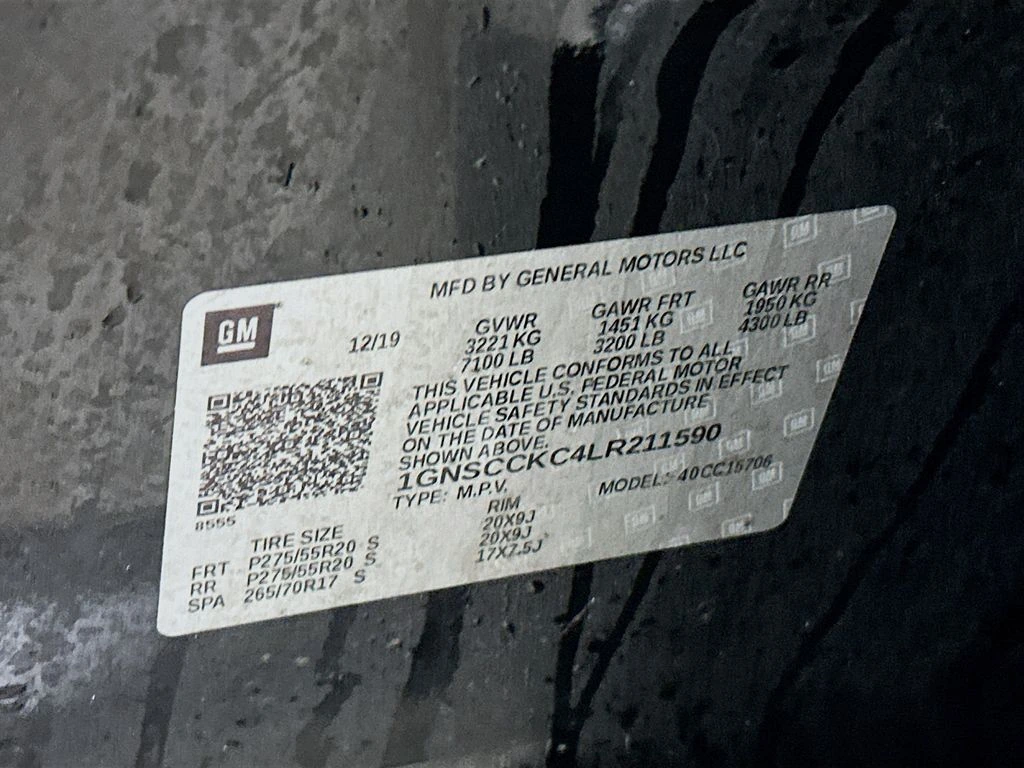 MFD BY GENERAL MOTORS LLC
GM
12/19
GVWR GAWR FRT GAWR RR
3221 KG 1451 KG 1950 KG
7100 LB 3200 LB 4300 LB
THIS VEHICLE CONFORMS TO ALL
APPLICABLE U.S. FEDERAL MOTOR
VEHICLE SAFETY STANDARDS IN EFFECT
ON THE DATE OF MANUFACTURE
SHOWN ABOVE.
1GNSCCKC4LR211590
TYPE: M.P.V. MODEL: 40CC15706
8555
TIRE SIZE RIM
FRT P275/55R20 S 20X9J
RR P275/55R20 S 20X9J
SPA 265/70R17 S 17X7.5J